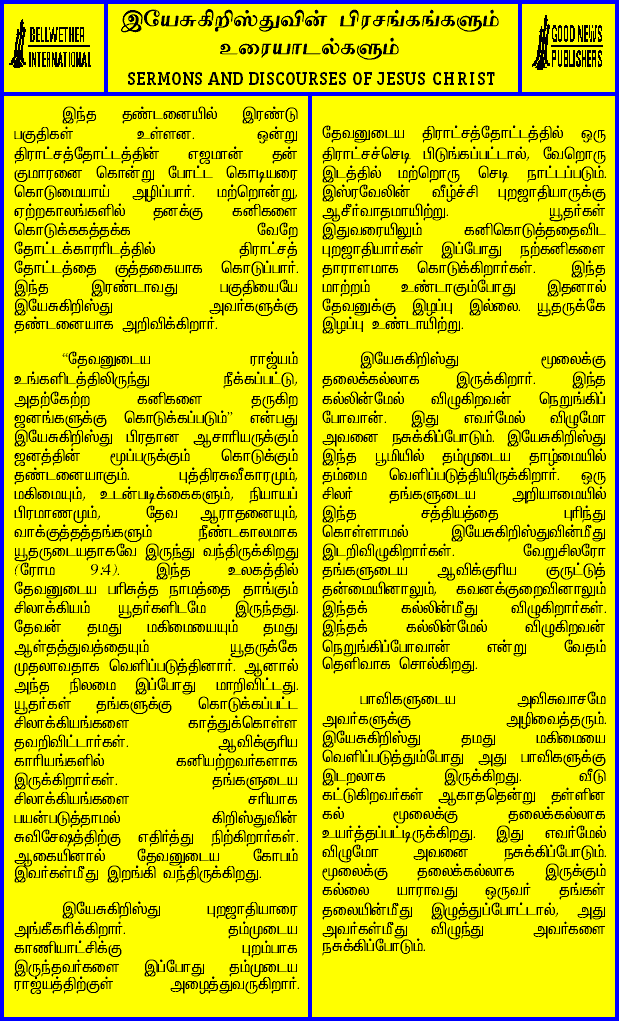 BELLWETHER
INTERNATIONAL
இயேசுகிறிஸ்துவின் பிரசங்கங்களும்
உரையாடல்களும்
SERMONS AND DISCOURSES OF JESUS CHRIST
GOOD NEWS
PUBLISHERS
இந்த தண்டனையில் இரண்டு
பகுதிகள் உள்ளன. ஒன்று
திராட்சத்தோட்டத்தின் எஜமான் தன்
குமாரனை கொன்று போட்ட கொடியரை
கொடுமையாய் அழிப்பார். மற்றொன்று,
ஏற்றகாலங்களில் தனக்கு கனிகளை
கொடுக்ககத்தக்க வேறே
தோட்டக்காரரிடத்தில் திராட்சத்
தோட்டத்தை குத்தகையாக கொடுப்பார்.
இந்த இரண்டாவது பகுதியையே
இயேசுகிறிஸ்து அவர்களுக்கு
தண்டனையாக அறிவிக்கிறார்.
“தேவனுடைய ராஜ்யம்
உங்களிடத்திலிருந்து நீக்கப்பட்டு,
அதற்கேற்ற கனிகளை தருகிற
ஜனங்களுக்கு கொடுக்கப்படும்” என்பது
இயேசுகிறிஸ்து பிரதான ஆசாரியருக்கும்
ஜனத்தின் மூப்பருக்கும் கொடுக்கும்
தண்டனையாகும். புத்திரசுவீகாரமும்,
மகிமையும், உடன்படிக்கைகளும், நியாயப்
பிரமாணமும், தேவ ஆராதனையும்,
வாக்குத்தத்தங்களும் நீண்டகாலமாக
யூதருடையதாகவே இருந்து வந்திருக்கிறது
(ரோம 9:4). இந்த உலகத்தில்
தேவனுடைய பரிசுத்த நாமத்தை தாங்கும்
சிலாக்கியம் யூதர்களிடமே இருந்தது.
தேவன் தமது மகிமையையும் தமது
ஆள்தத்துவத்தையும் யூதருக்கே
முதலாவதாக வெளிப்படுத்தினார். ஆனால்
அந்த நிலமை இப்போது மாறிவிட்டது.
யூதர்கள் தங்களுக்கு கொடுக்கப்பட்ட
சிலாக்கியங்களை காத்துக்கொள்ள
தவறிவிட்டார்கள். ஆவிக்குரிய
காரியங்களில் கனியற்றவர்களாக
இருக்கிறார்கள். தங்களுடைய
சிலாக்கியங்களை சரியாக
பயன்படுத்தாமல் கிறிஸ்துவின்
சுவிசேஷத்திற்கு எதிர்த்து நிற்கிறார்கள்.
ஆகையினால் தேவனுடைய கோபம்
இவர்கள்மீது இறங்கி வந்திருக்கிறது.
இயேசுகிறிஸ்து புறஜாதியாரை
அங்கீகரிக்கிறார். தம்முடைய
காணியாட்சிக்கு புறம்பாக
இருந்தவர்களை இப்போது தம்முடைய
ராஜ்யத்திற்குள் அழைத்துவருகிறார்.
தேவனுடைய திராட்சத்தோட்டத்தில் ஒரு
திராட்சச்செடி பிடுங்கப்பட்டால், வேறொரு
இடத்தில் மற்றொரு செடி நாட்டப்படும்.
இஸ்ரவேலின் வீழ்ச்சி புறஜாதியாருக்கு
ஆசீர்வாதமாயிற்று. யூதர்கள்
இதுவரையிலும் கனிகொடுத்ததைவிட
புறஜாதியார்கள் இப்போது நற்கனிகளை
தாராளமாக கொடுக்கிறார்கள். இந்த
மாற்றம் உண்டாகும்போது இதனால்
தேவனுக்கு இழப்பு இல்லை. யூதருக்கே
இழப்பு உண்டாயிற்று.
இயேசுகிறிஸ்து மூலைக்கு
தலைக்கல்லாக இருக்கிறார். இந்த
கல்லின்மேல் விழுகிறவன் நெறுங்கிப்
போவான். இது எவர்மேல் விழுமோ
அவனை நசுக்கிப்போடும். இயேசுகிறிஸ்து
இந்த பூமியில் தம்முடைய தாழ்மையில்
தம்மை வெளிப்படுத்தியிருக்கிறார். ஒரு
சிலர் தங்களுடைய அறியாமையில்
இந்த சத்தியத்தை புரிந்து
கொள்ளாமல் இயேசுகிறிஸ்துவின்மீது
இடறிவிழுகிறார்கள். வேறுசிலரோ
தங்களுடைய ஆவிக்குரிய குருட்டுத்
தன்மையினாலும், கவனக்குறைவினாலும்
இந்தக் கல்லின்மீது விழுகிறார்கள்.
இந்தக் கல்லின்மேல் விழுகிறவன்
நெறுங்கிப்போவான் என்று வேதம்
தெளிவாக சொல்கிறது.
பாவிகளுடைய அவிசுவாசமே
அவர்களுக்கு அழிவைத்தரும்.
இயேசுகிறிஸ்து தமது மகிமையை
வெளிப்படுத்தும்போது அது பாவிகளுக்கு
இடறலாக இருக்கிறது. வீடு
கட்டுகிறவர்கள் ஆகாததென்று தள்ளின
கல் மூலைக்கு தலைக்கல்லாக
உயர்த்தப்பட்டிருக்கிறது. இது எவர்மேல்
விழுமோ அவனை நசுக்கிப்போடும்.
மூலைக்கு தலைக்கல்லாக இருக்கும்
கல்லை யாராவது ஒருவர் தங்கள்
தலையின்மீது இழுத்துப்போட்டால், அது
அவர்கள்மீது விழுந்து அவர்களை
நசுக்கிப்போடும்.